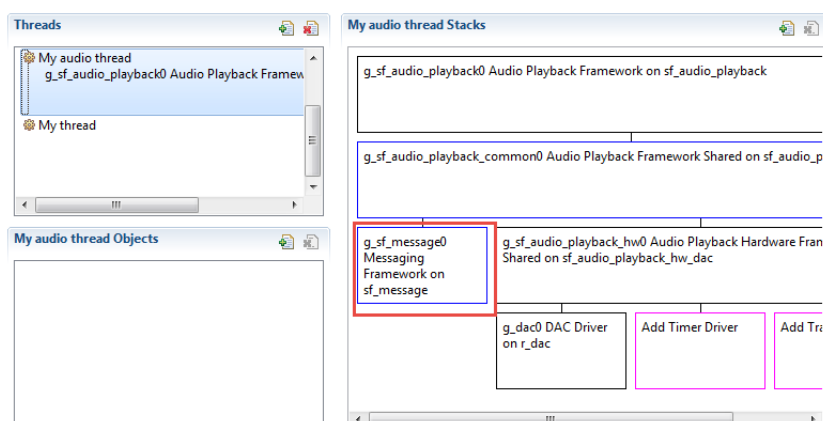 Threads
My audio thread
g_sf_audio_playback0 Audio Playback Framew
My thread
My audio thread Objects
My audio thread Stacks
g_sf_audio_playback0 Audio Playback Framework on sf_audio_playback
g_sf_audio_playback_common0 Audio Playback Framework Shared on sf_audio_p
g_sf_message0
Messaging
Framework on
sf_message
g_sf_audio_playback_hw0 Audio Playback Hardware Fran
Shared on sf_audio_playback_hw_dac
g_dac0 DAC Driver
on r_dac
Add Timer Driver
Add Tra